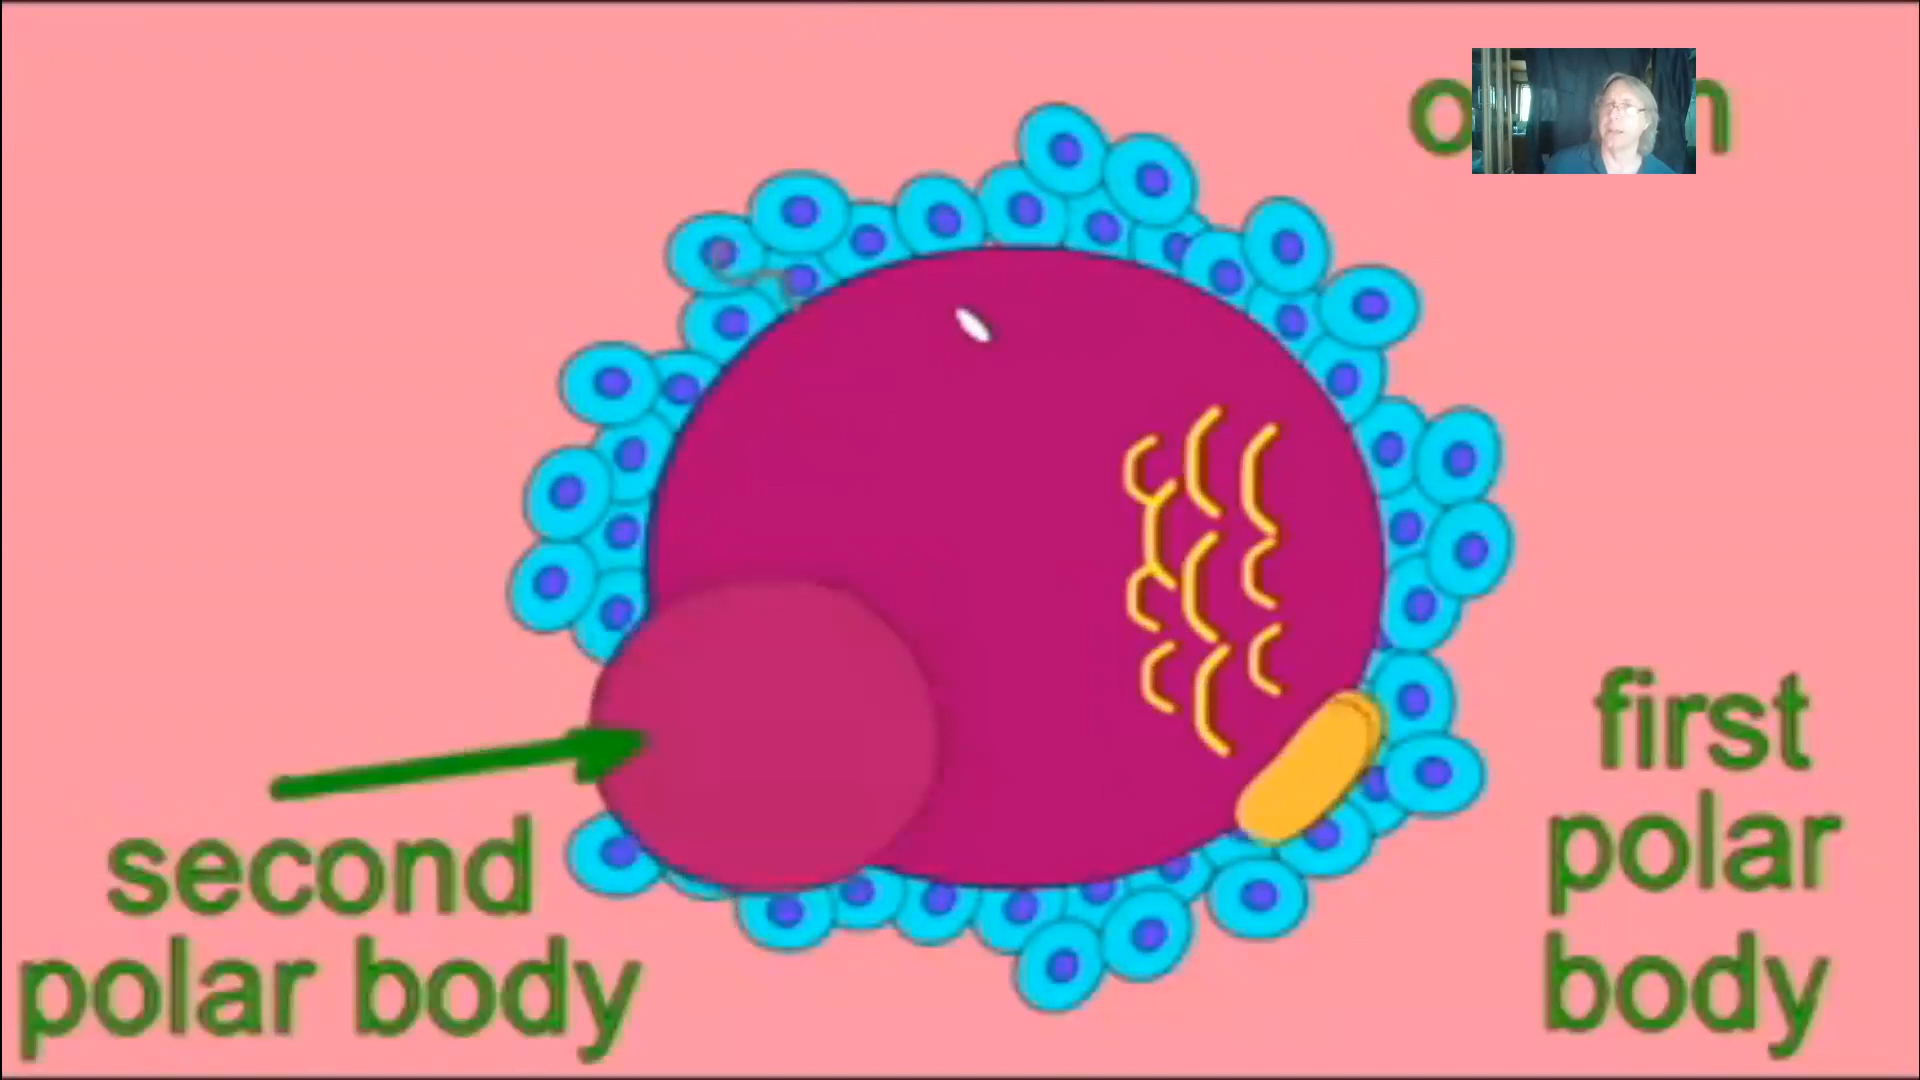 first
polar
body
second
polar body